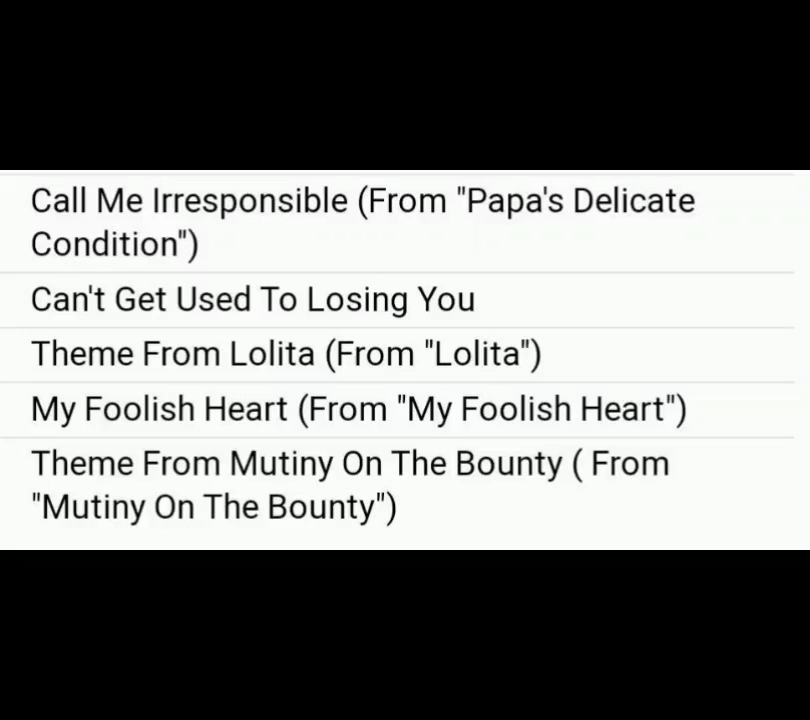 Call Me Irresponsible (From "Papa's Delicate
Condition")
Can't Get Used To Losing You
Theme From Lolita (From "Lolita")
My Foolish Heart (From "My Foolish Heart")
Theme From Mutiny On The Bounty ( From
"Mutiny On The Bounty")